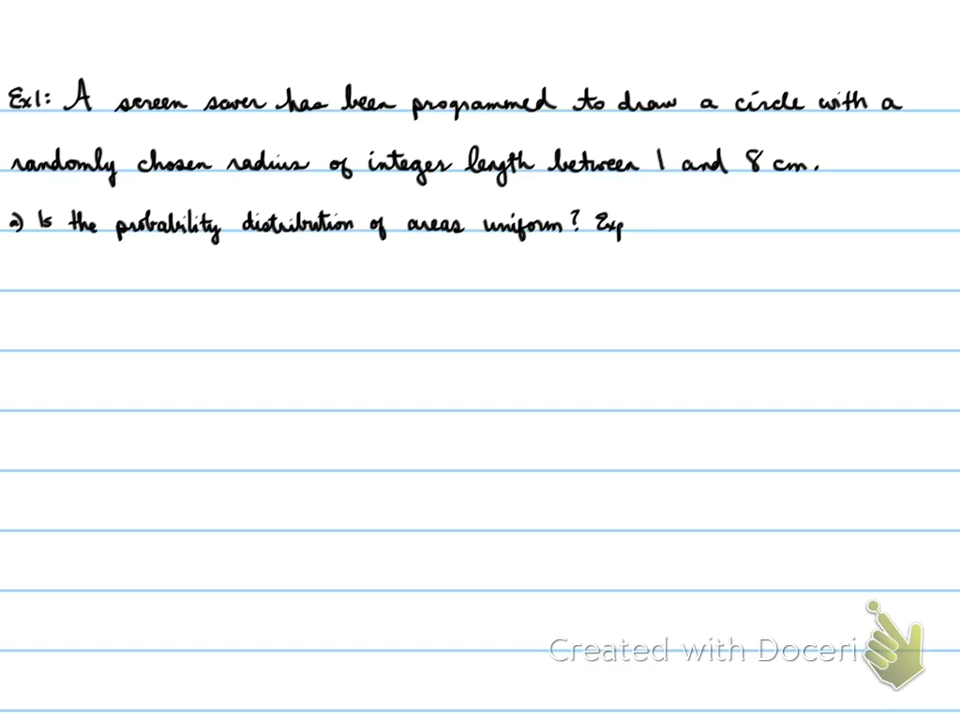 Ex1: A screen saver has been programmed to draw a circle with a
randomly chosen radius of integer length between 1 and 8 cm.
a) Is the probability distribution of areas uniform? Exp
Created with Doceri